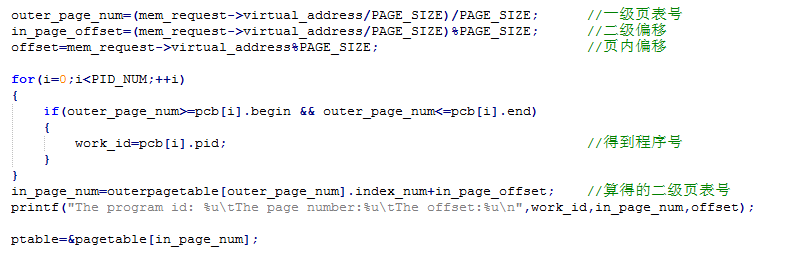 outer_page_num=(mem_request->virtual_address/PAGE_SIZE)/PAGE_SIZE; //一级页表号
in_page_offset=(mem_request->virtual_address/PAGE_SIZE)%PAGE_SIZE; //二级偏移
offset=mem_request->virtual_address%PAGE_SIZE; //页内偏移
for(i=0;i<PID_NUM;++i)
{
if(outer_page_num>=pcb[i].begin && outer_page_num<=pcb[i].end)
{
work_id=pcb[i].pid; //得到程序号
}
}
in_page_num=outerpagetable[outer_page_num].index_num+in_page_offset; //算得的二级页表号
printf("The program id: %u\tThe page number:%u\tThe offset:%u\n",work_id,in_page_num,offset);
ptable=&pagetable[in_page_num];